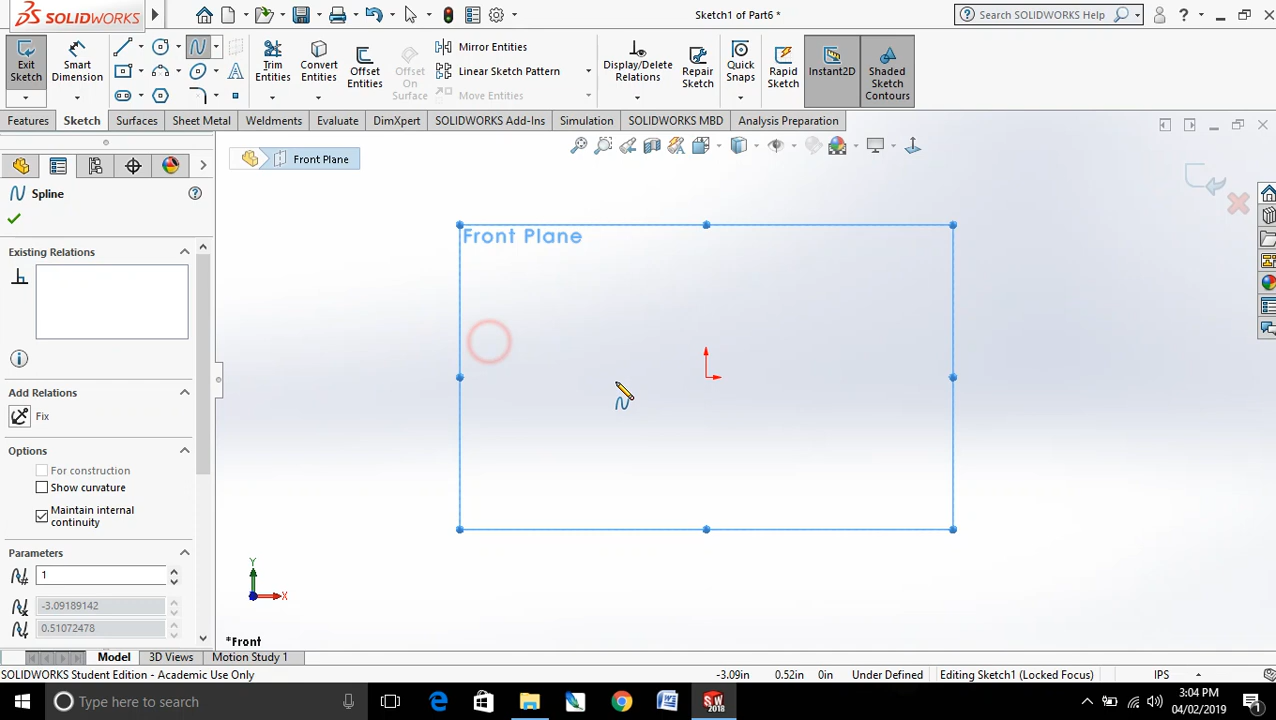 SOLIDWORKS
Sketch1 of Part6 *
Search SOLIDWORKS Help
?
Exit Sketch
Smart Dimension
Trim Entities
Convert Entities
Offset Entities
Offset On Surface
Mirror Entities
Linear Sketch Pattern
Move Entities
Display/Delete Relations
Repair Sketch
Quick Snaps
Rapid Sketch
Instant2D
Shaded Sketch Contours
Features
Sketch
Surfaces
Sheet Metal
Weldments
Evaluate
DimXpert
SOLIDWORKS Add-Ins
Simulation
SOLIDWORKS MBD
Analysis Preparation
Front Plane
Spline
?
Existing Relations
Add Relations
Fix
Options
For construction
Show curvature
Maintain internal
continuity
Parameters
1
-3.09189142
0.51072478
Front Plane
Y
X
*Front
Model
3D Views
Motion Study 1
SOLIDWORKS Student Edition - Academic Use Only
-3.09in
0.52in
0in
Under Defined
Editing Sketch1 (Locked Focus)
IPS
Type here to search
SW
2018
3:04 PM
04/02/2019
1